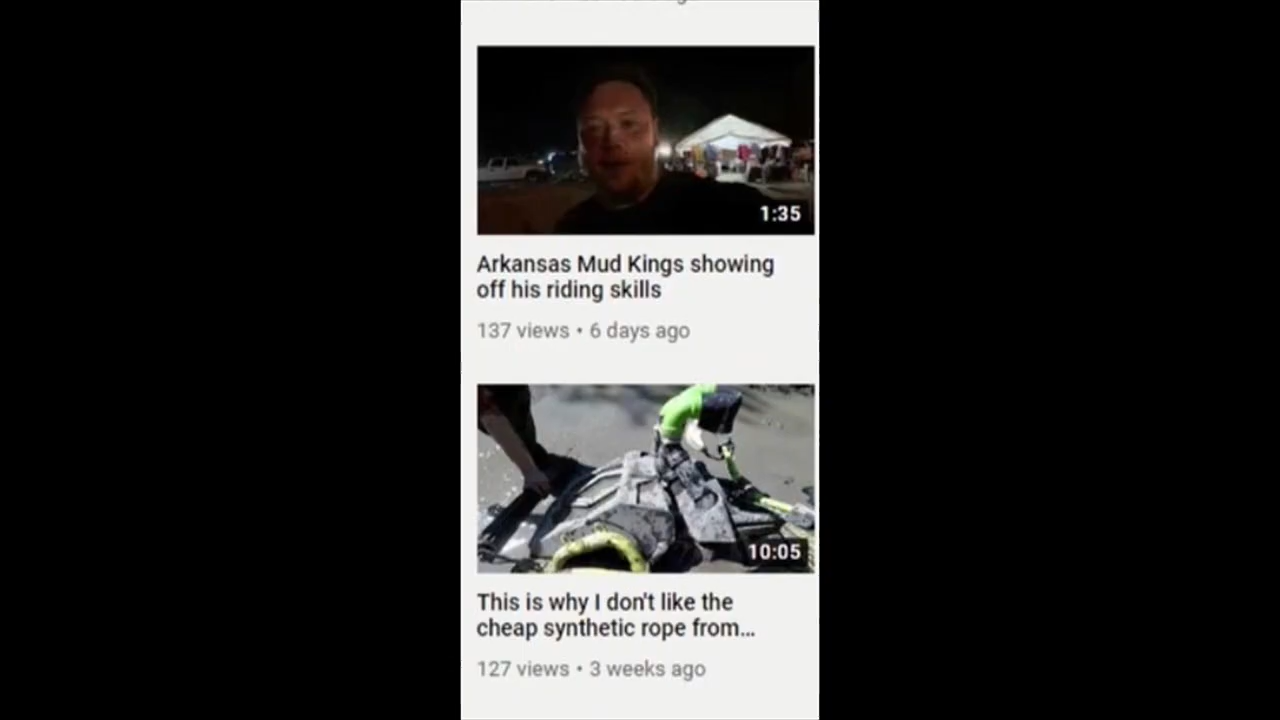 1:35
Arkansas Mud Kings showing
off his riding skills
137 views • 6 days ago
10:05
This is why I don't like the
cheap synthetic rope from...
127 views • 3 weeks ago